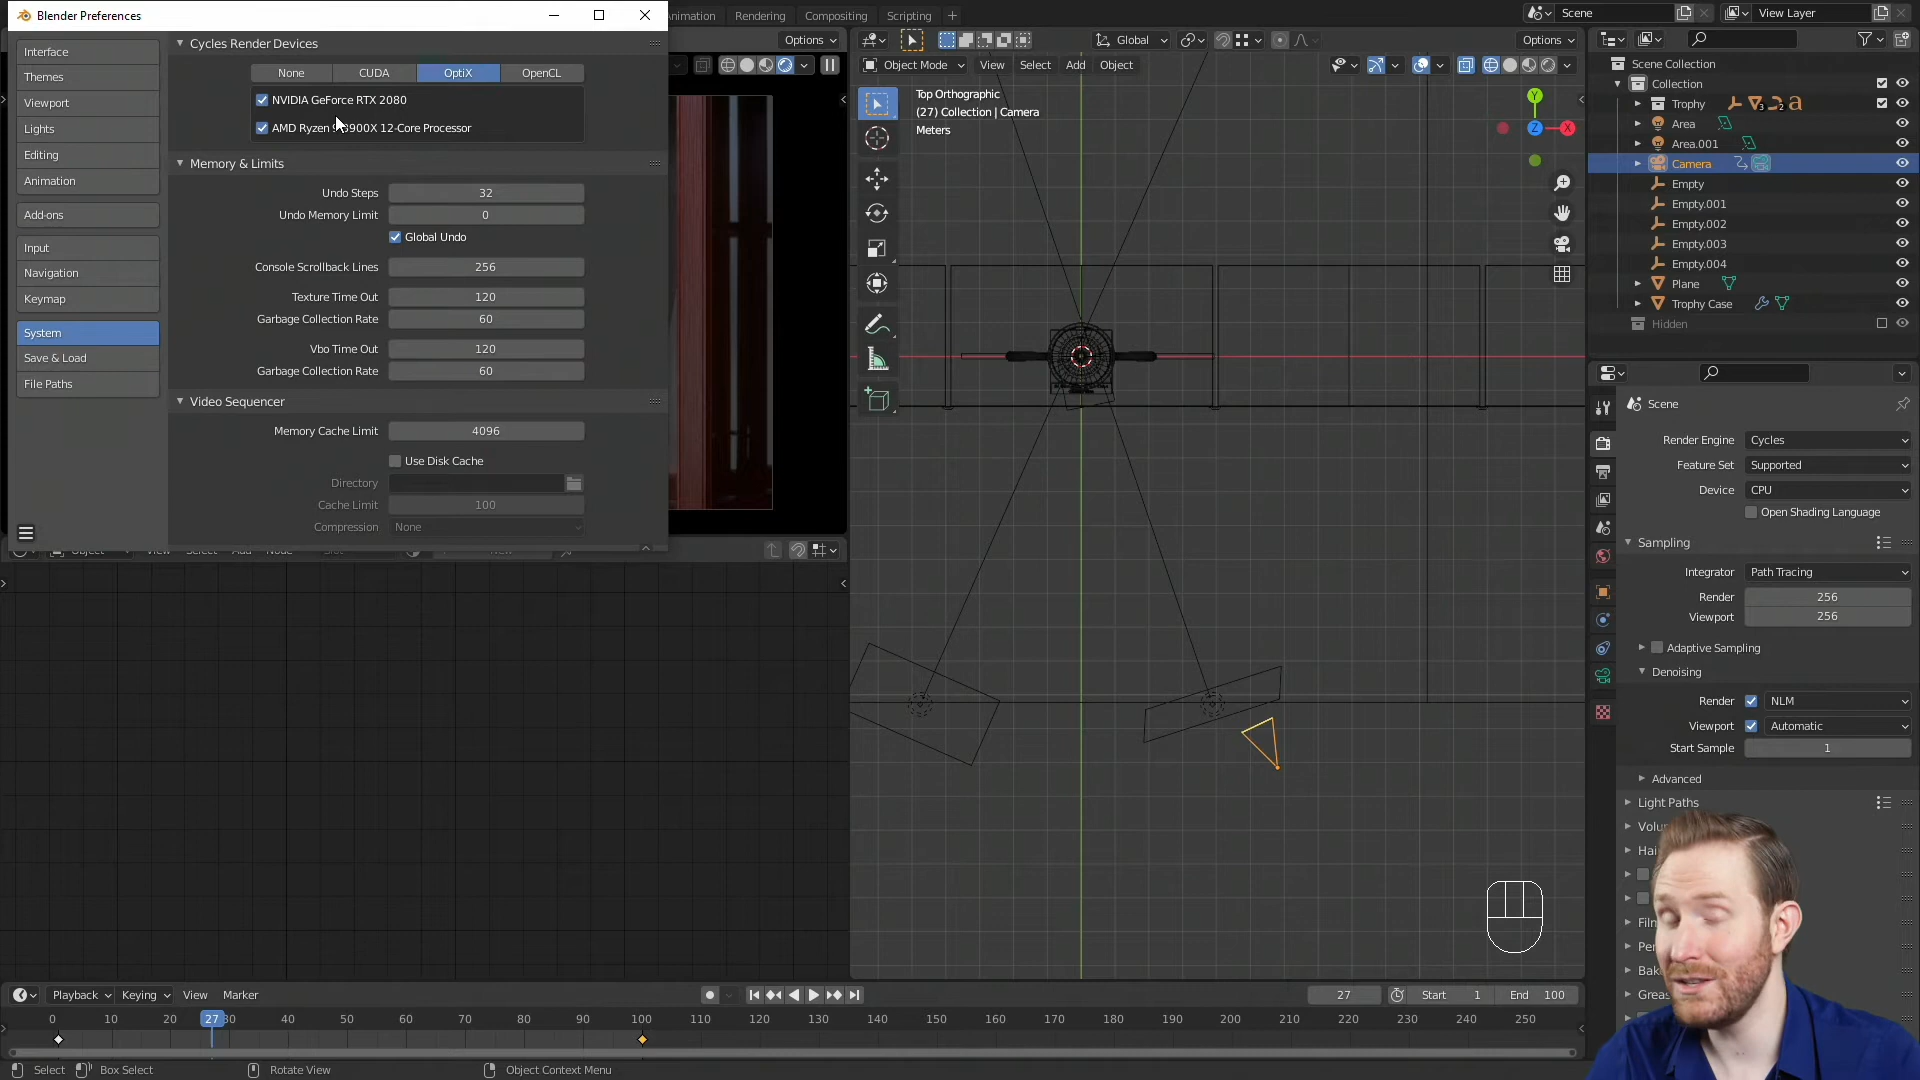 Blender Preferences
Animation
Rendering
Compositing
Scripting
Scene
View Layer
Interface
Themes
Viewport
Lights
Editing
Animation
Add-ons
Input
Navigation
Keymap
System
Save & Load
File Paths
Cycles Render Devices
None
CUDA
OptiX
OpenCL
NVIDIA GeForce RTX 2080
AMD Ryzen 9 3900X 12-Core Processor
Memory & Limits
Undo Steps 32
Undo Memory Limit 0
Global Undo
Console Scrollback Lines 256
Texture Time Out 120
Garbage Collection Rate 60
Vbo Time Out 120
Garbage Collection Rate 60
Video Sequencer
Memory Cache Limit 4096
Use Disk Cache
Directory
Cache Limit 100
Compression None
Options
Global
Options
Object Mode
View
Select
Add
Object
Top Orthographic
(27) Collection | Camera
Meters
Y
Z
X
Scene Collection
Collection
Trophy
3
2
Area
Area.001
Camera
Empty
Empty.001
Empty.002
Empty.003
Empty.004
Plane
Trophy Case
Hidden
Scene
Render Engine Cycles
Feature Set Supported
Device CPU
Open Shading Language
Sampling
Integrator Path Tracing
Render 256
Viewport 256
Adaptive Sampling
Denoising
Render NLM
Viewport Automatic
Start Sample 1
Advanced
Light Paths
Playback
Keying
View
Marker
27
Start 1
End 100
0 10 20 27 30 40 50 60 70 80 90 100 110 120 130 140 150 160 170 180 190 200 210 220 230 240 250
Select
Box Select
Rotate View
Object Context Menu